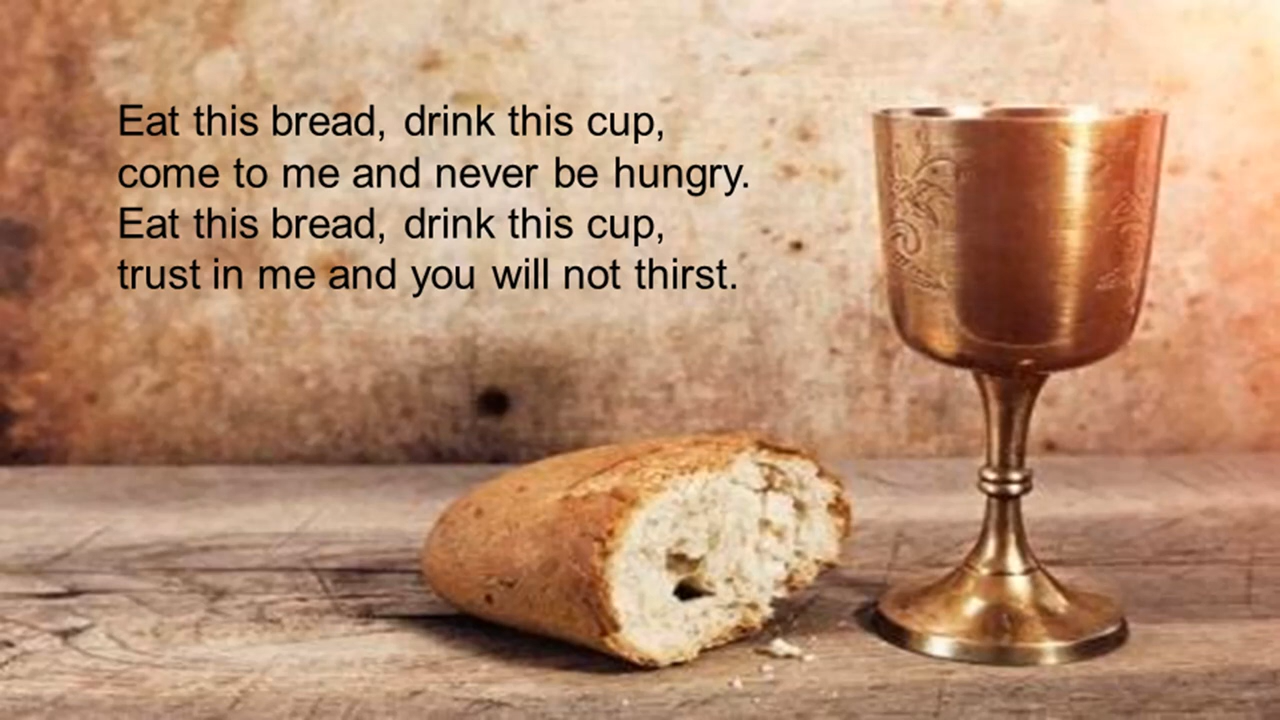 Eat this bread, drink this cup,
come to me and never be hungry.
Eat this bread, drink this cup,
trust in me and you will not thirst.